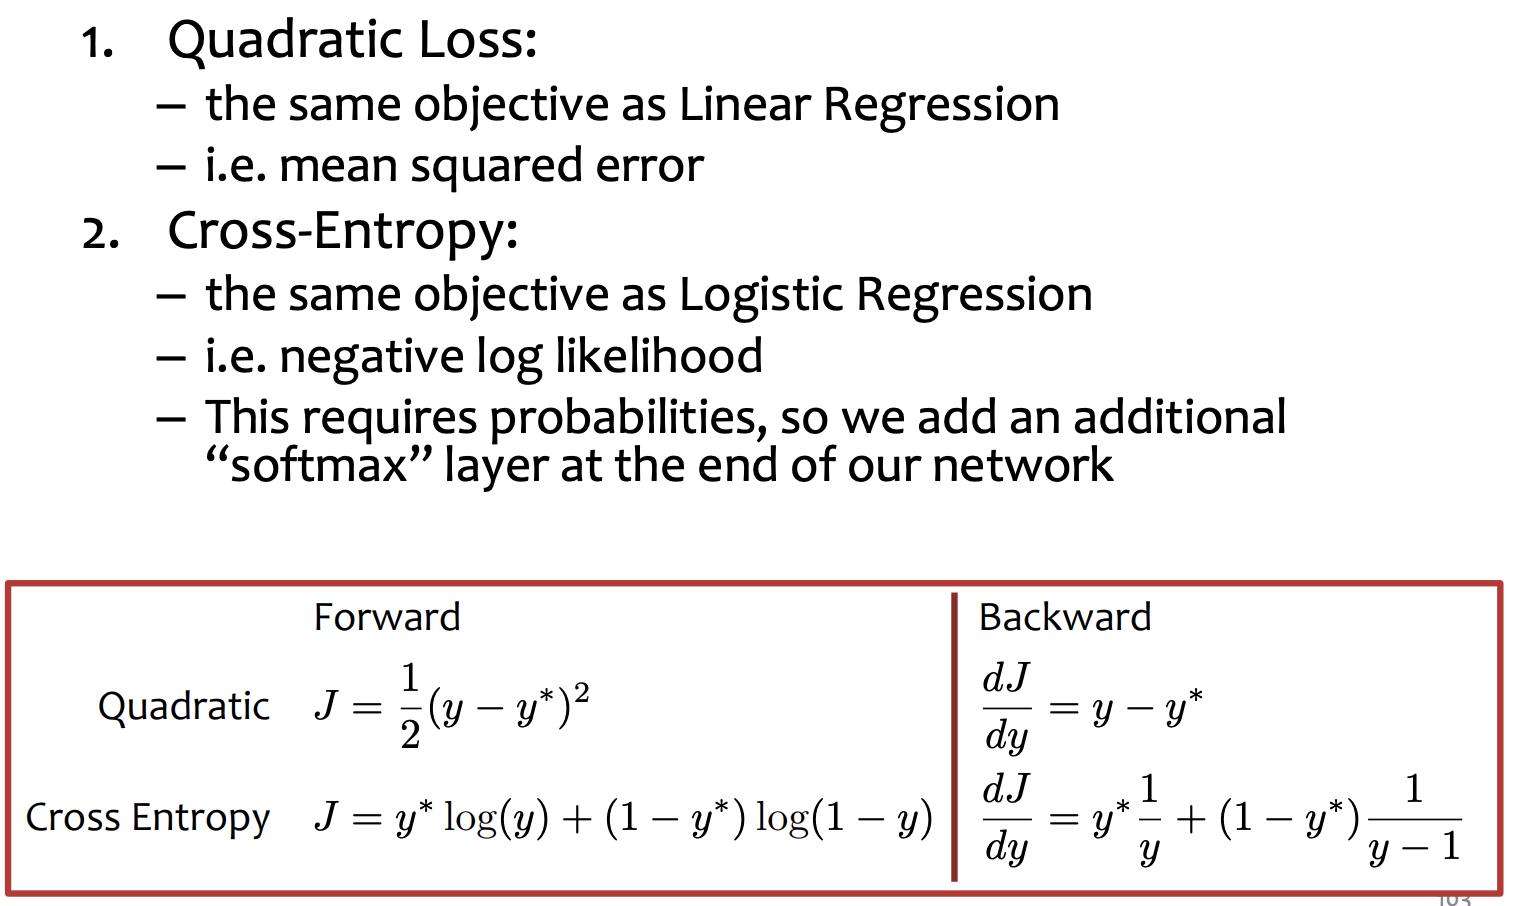 1. Quadratic Loss:
– the same objective as Linear Regression
– i.e. mean squared error
2. Cross-Entropy:
– the same objective as Logistic Regression
– i.e. negative log likelihood
– This requires probabilities, so we add an additional
“softmax” layer at the end of our network
Forward
Backward
Quadratic J = \frac{1}{2}(y − y*)²
\frac{dJ}{dy} = y − y*
Cross Entropy J = y* log(y) + (1 − y*) log(1 − y)
\frac{dJ}{dy} = y* \frac{1}{y} + (1 − y*) \frac{1}{y − 1}
103